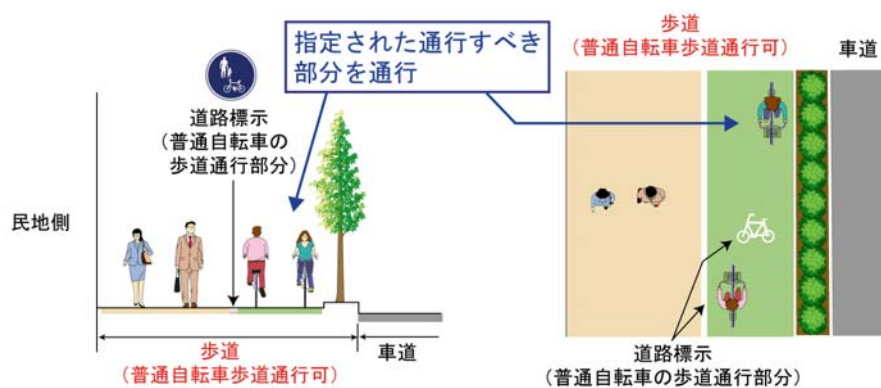 指定された通行すべき
部分を通行
道路標示
(普通自転車の
歩道通行部分)
民地側
歩道
(普通自転車歩道通行可)
車道
歩道
(普通自転車歩道通行可)
車道
道路標示
(普通自転車の歩道通行部分)